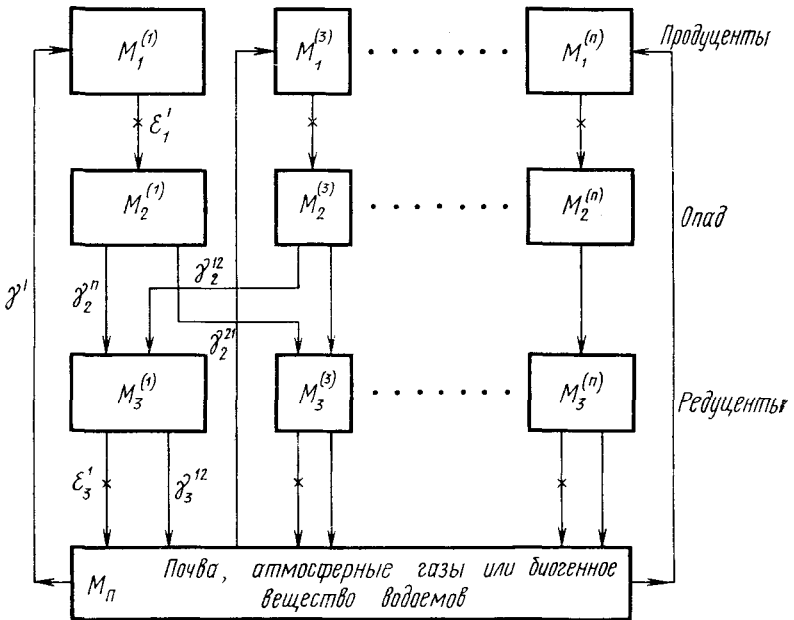 M₁⁽¹⁾ M₁⁽³⁾ M₁⁽ⁿ⁾ Продуценты
ε₁¹
M₂⁽¹⁾ M₂⁽³⁾ M₂⁽ⁿ⁾ Опад
γ¹ γ₂ⁿ γ₂¹² γ₂²¹
M₃⁽¹⁾ M₃⁽³⁾ M₃⁽ⁿ⁾ Редуценты
ε₃¹ γ₃¹²
Mₙ Почва, атмосферные газы или биогенное
вещество водоемов